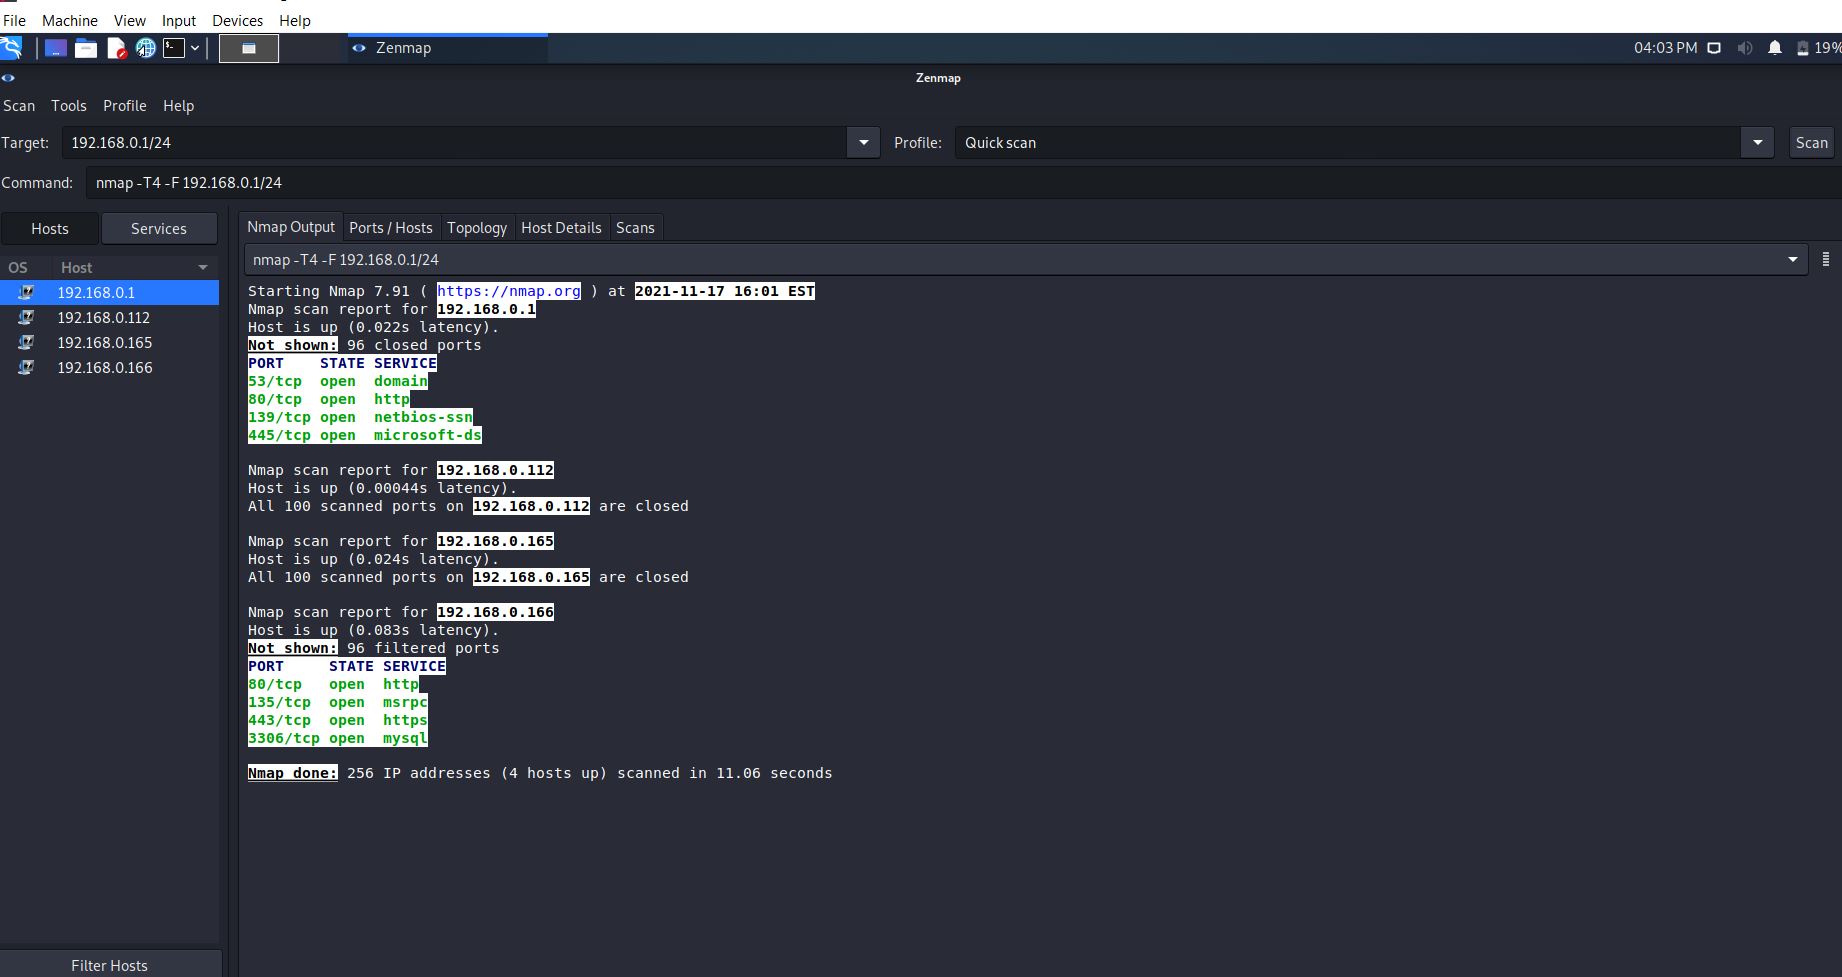 File Machine View Input Devices Help
Zenmap 04:03 PM 19%
Zenmap
Scan Tools Profile Help
Target: 192.168.0.1/24 Profile: Quick scan Scan
Command: nmap -T4 -F 192.168.0.1/24
Hosts Services
OS Host
192.168.0.1
192.168.0.112
192.168.0.165
192.168.0.166
Filter Hosts
Nmap Output Ports / Hosts Topology Host Details Scans
nmap -T4 -F 192.168.0.1/24
Starting Nmap 7.91 ( https://nmap.org ) at 2021-11-17 16:01 EST
Nmap scan report for 192.168.0.1
Host is up (0.022s latency).
Not shown: 96 closed ports
PORT STATE SERVICE
53/tcp open domain
80/tcp open http
139/tcp open netbios-ssn
445/tcp open microsoft-ds
Nmap scan report for 192.168.0.112
Host is up (0.00044s latency).
All 100 scanned ports on 192.168.0.112 are closed
Nmap scan report for 192.168.0.165
Host is up (0.024s latency).
All 100 scanned ports on 192.168.0.165 are closed
Nmap scan report for 192.168.0.166
Host is up (0.083s latency).
Not shown: 96 filtered ports
PORT STATE SERVICE
80/tcp open http
135/tcp open msrpc
443/tcp open https
3306/tcp open mysql
Nmap done: 256 IP addresses (4 hosts up) scanned in 11.06 seconds